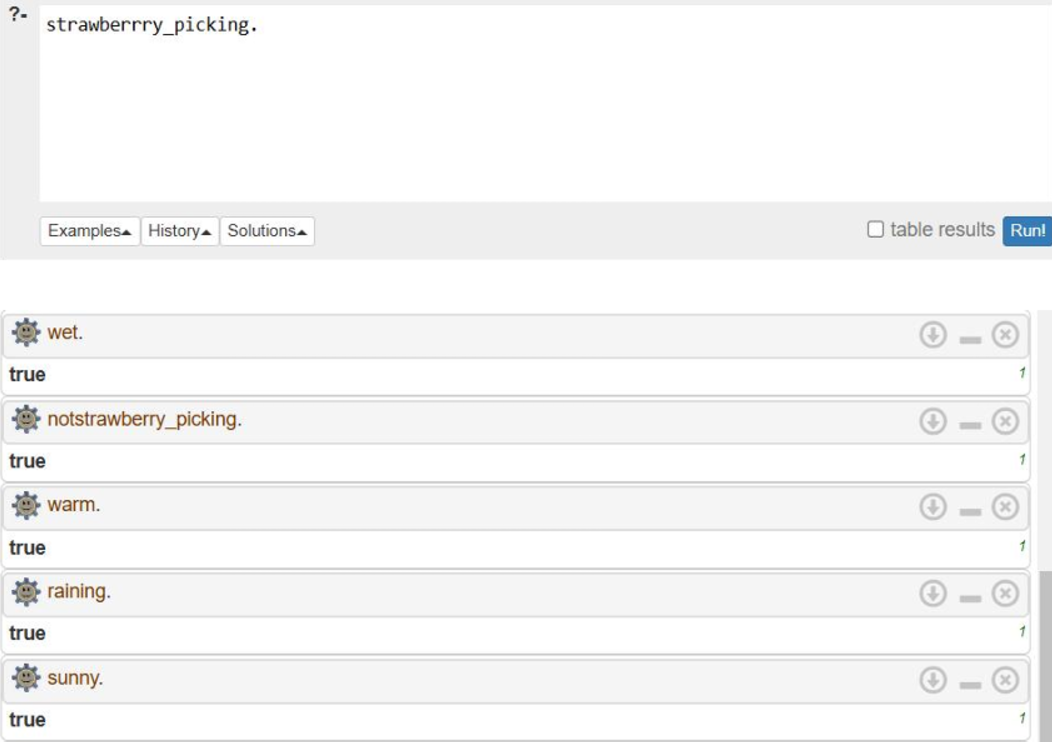 ?-
strawberrry_picking.
Examples History Solutions table results Run!
wet.
true 1
notstrawberry_picking.
true 1
warm.
true 1
raining.
true 1
sunny.
true 1